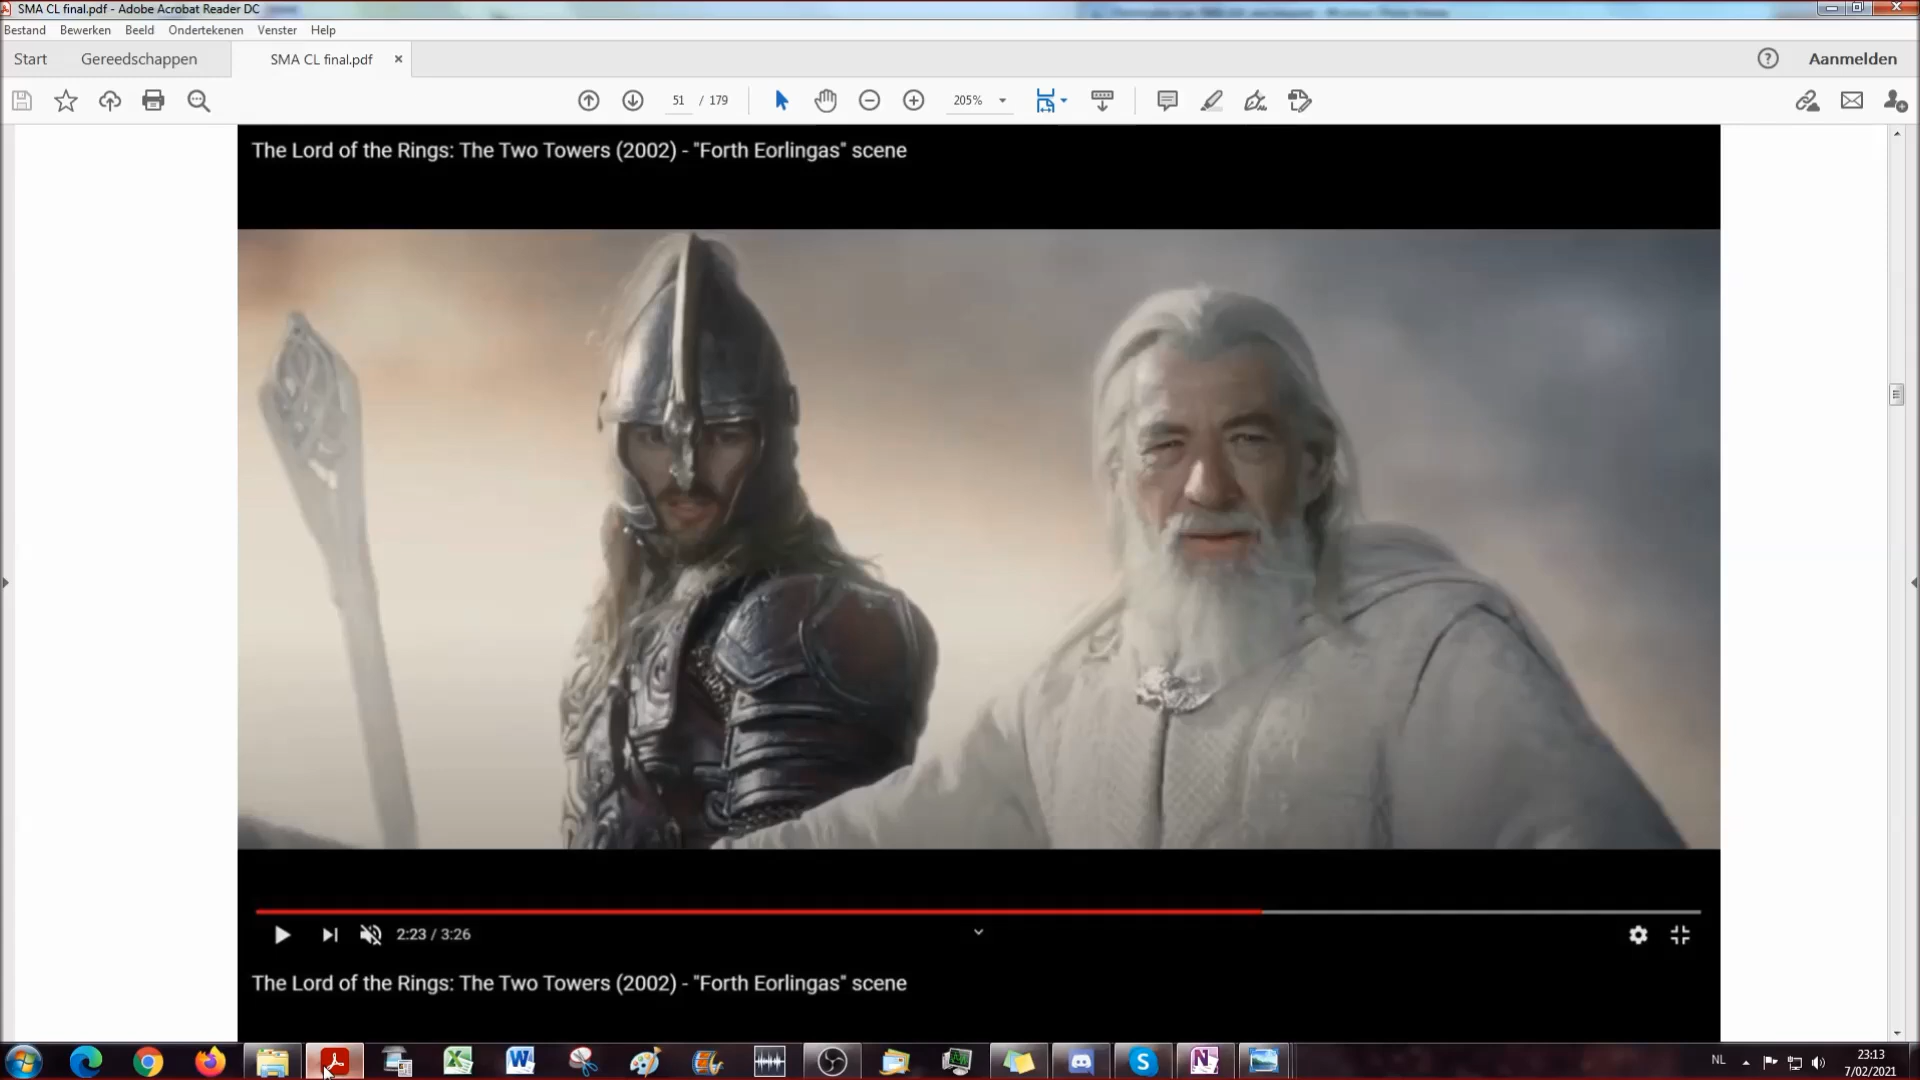 SMA CL final.pdf - Adobe Acrobat Reader DC
Bestand Bewerken Beeld Ondertekenen Venster Help
Start Gereedschappen SMA CL final.pdf Aanmelden
51 / 179 205%
The Lord of the Rings: The Two Towers (2002) - "Forth Eorlingas" scene
2:23 / 3:26
The Lord of the Rings: The Two Towers (2002) - "Forth Eorlingas" scene
NL 23:13
7/02/2021